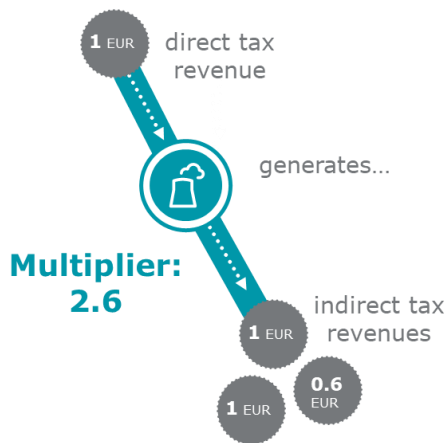 1 EUR
direct tax
revenue
generates...
Multiplier:
2.6
indirect tax
revenues
1 EUR
0.6
EUR
1 EUR